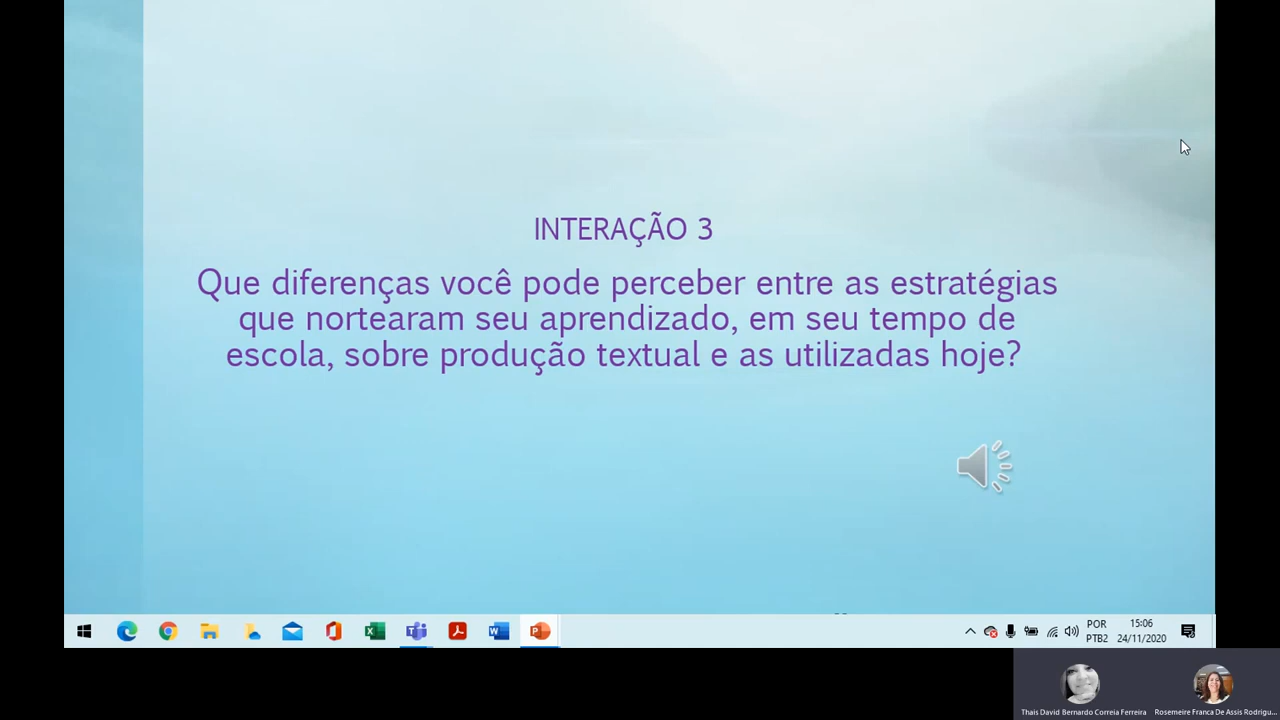 INTERAÇÃO 3
Que diferenças você pode perceber entre as estratégias
que nortearam seu aprendizado, em seu tempo de
escola, sobre produção textual e as utilizadas hoje?
POR
PTB2
15:06
24/11/2020
Thais David Bernardo Correia Ferreira
Rosemeire Franca De Assis Rodrigu...